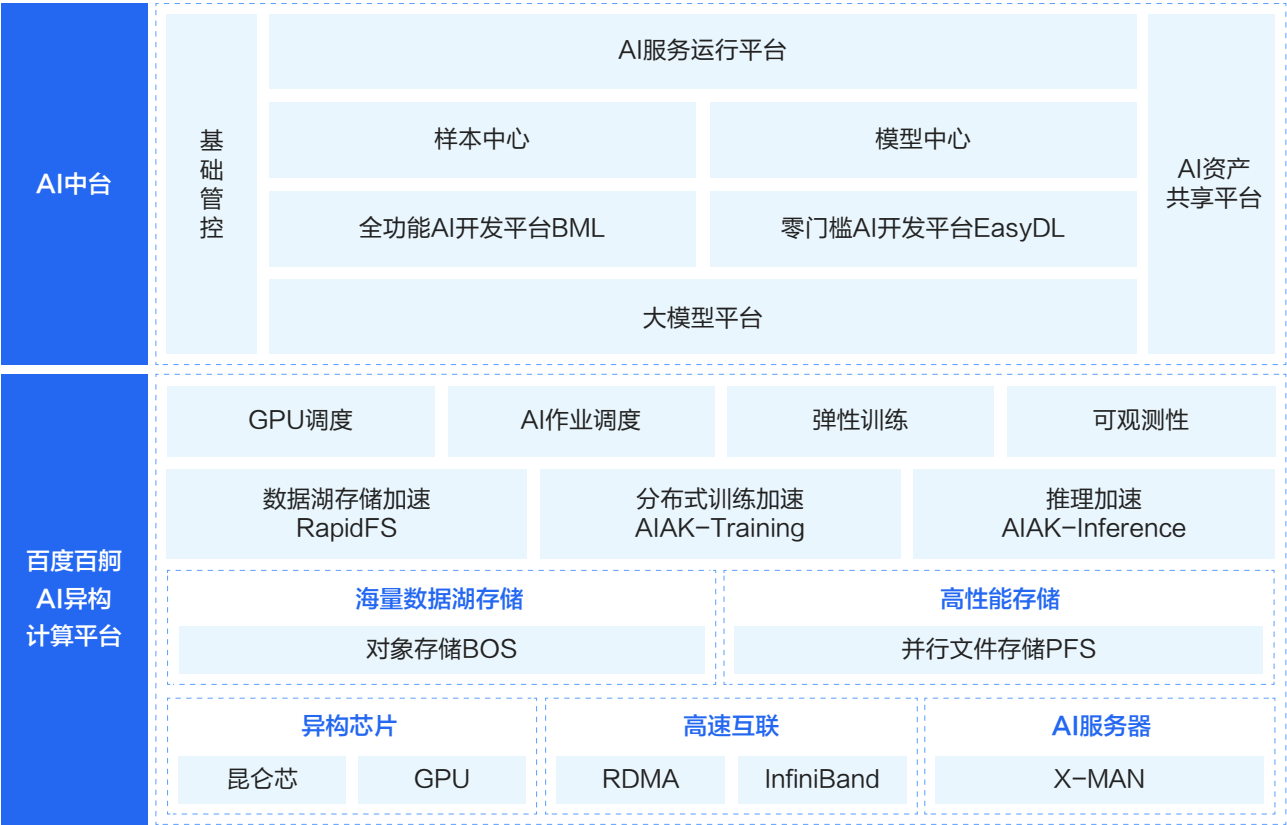 AI中台
基
础
管
控
AI服务运行平台
样本中心
模型中心
全功能AI开发平台BML
零门槛AI开发平台EasyDL
大模型平台
AI资产
共享平台
百度百舸
AI异构
计算平台
GPU调度
AI作业调度
弹性训练
可观测性
数据湖存储加速
RapidFS
分布式训练加速
AIAK-Training
推理加速
AIAK-Inference
海量数据湖存储
对象存储BOS
高性能存储
并行文件存储PFS
异构芯片
昆仑芯
GPU
高速互联
RDMA
InfiniBand
AI服务器
X-MAN